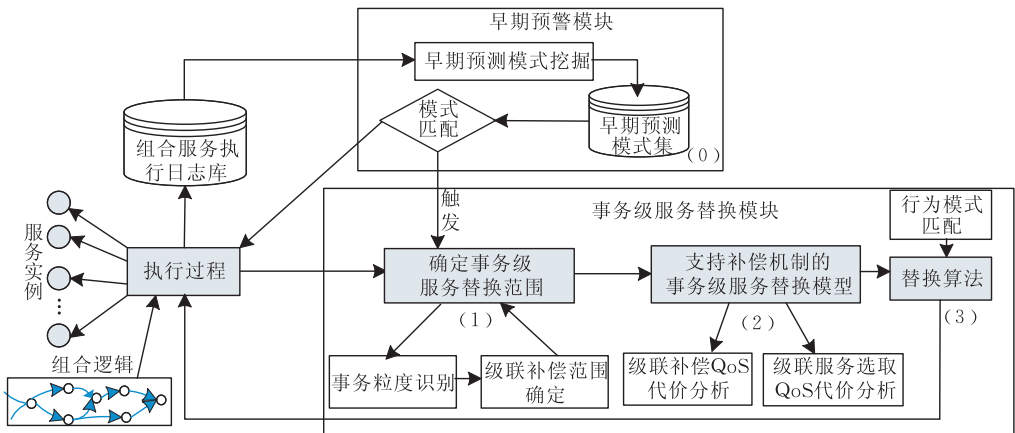 早期预警模块
早期预测模式挖掘
模式
匹配
早期预测
模式集
(0)
组合服务执
行日志库
触
发
事务级服务替换模块
行为模式
匹配
服务实例
⋮
执行过程
确定事务级
服务替换范围
(1)
支持补偿机制的
事务级服务替换模型
(2)
替换算法
(3)
组合逻辑
事务粒度识别
级联补偿范围
确定
级联补偿QoS
代价分析
级联服务选取
QoS代价分析